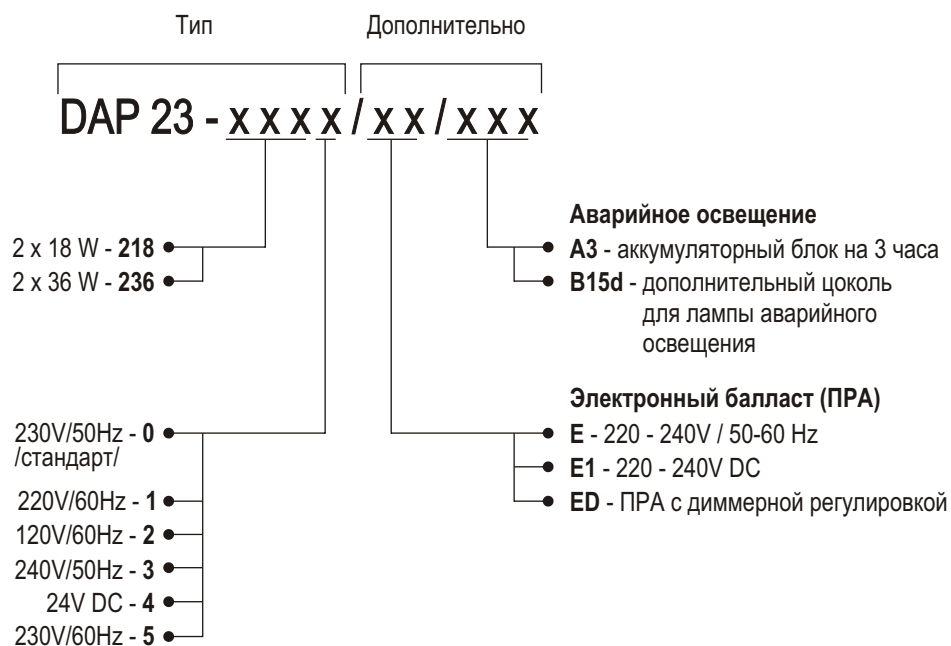 Тип
Дополнительно
DAP 23 - x x x x / x x / x x x
2 x 18 W - 218
2 x 36 W - 236
Аварийное освещение
A3 - аккумуляторный блок на 3 часа
B15d - дополнительный цоколь
для лампы аварийного
освещения
230V/50Hz - 0
/стандарт/
220V/60Hz - 1
120V/60Hz - 2
240V/50Hz - 3
24V DC - 4
230V/60Hz - 5
Электронный балласт (ПРА)
E - 220 - 240V / 50-60 Hz
E1 - 220 - 240V DC
ED - ПРА с диммерной регулировкой